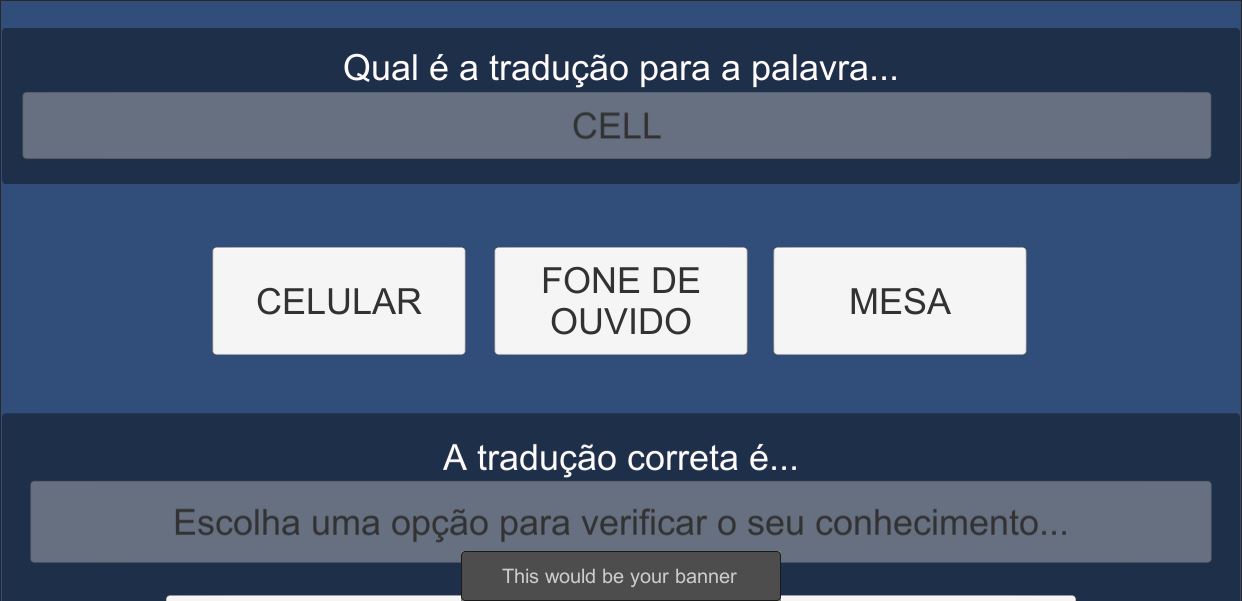 Qual é a tradução para a palavra...
CELL
CELULAR
FONE DE
OUVIDO
MESA
A tradução correta é...
Escolha uma opção para verificar o seu conhecimento...
This would be your banner